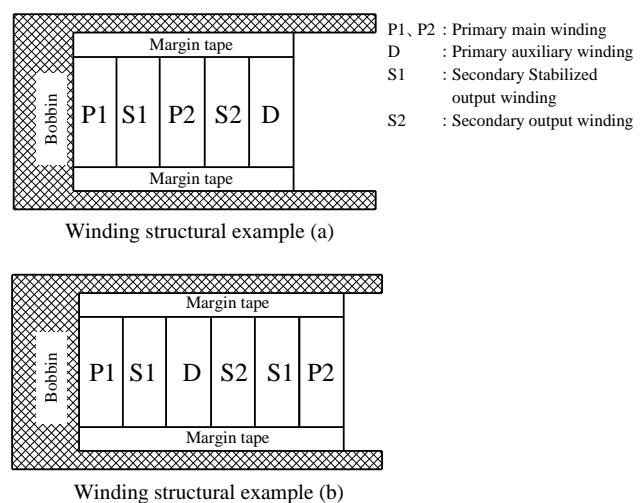 Margin tape
Bobbin
P1 S1 P2 S2 D
Margin tape
Winding structural example (a)
P1、P2 : Primary main winding
D : Primary auxiliary winding
S1 : Secondary Stabilized
output winding
S2 : Secondary output winding
Margin tape
Bobbin
P1 S1 D S2 S1 P2
Margin tape
Winding structural example (b)